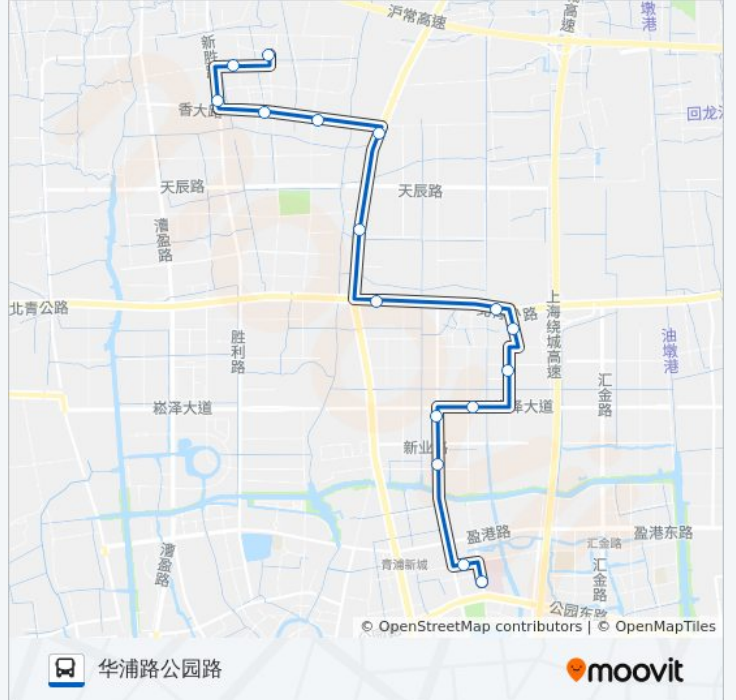 沪常高速
高速
墩港
新胜路
香大路
回龙
天辰路
天辰路
漕盈路
北青公路
上海绕城高速
胜利路
油墩港
汇金路
崧泽大道
泽大道
新业路
盈港路
盈港东路
汇金路
漕盈路
青浦新城
汇金路
公园东路
© OpenStreetMap contributors | © OpenMapTiles
华浦路公园路
moovit